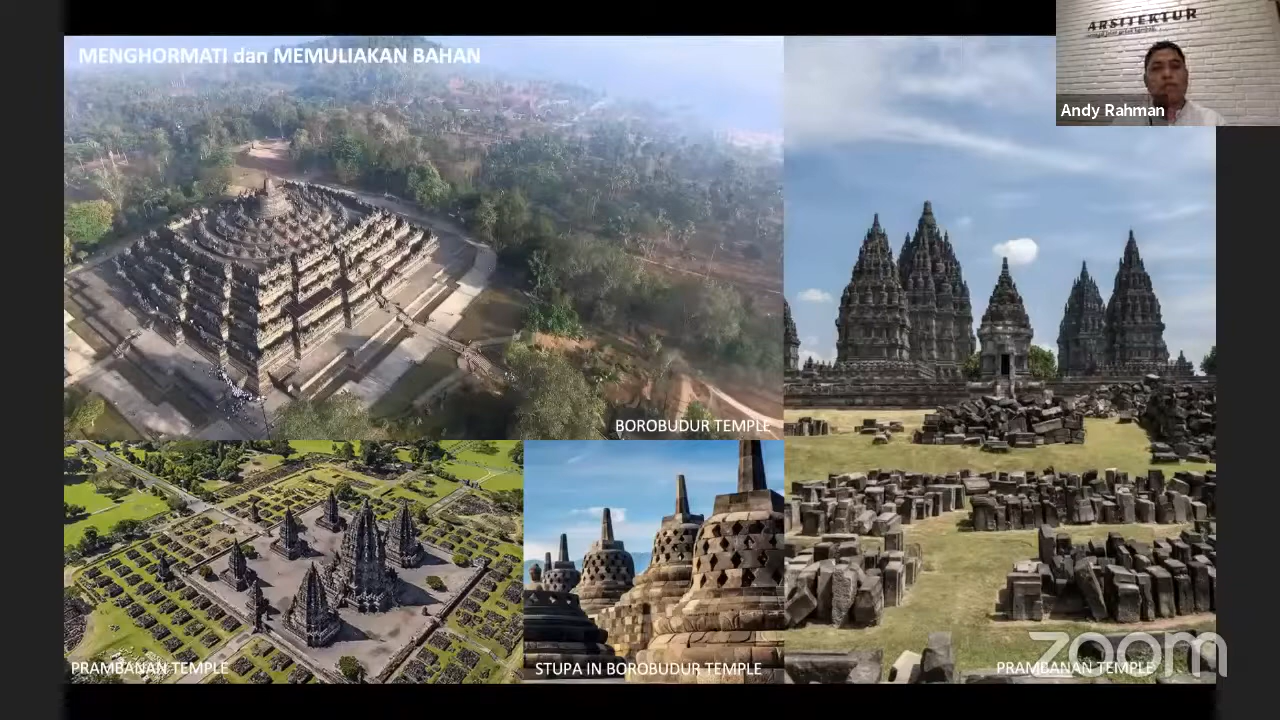 MENGHORMATI dan MEMULIAKAN BAHAN
ARSITEKTUR
Andy Rahman
BOROBUDUR TEMPLE
PRAMBANAN TEMPLE
STUPA IN BOROBUDUR TEMPLE
PRAMBANAN TEMPLE
zoom